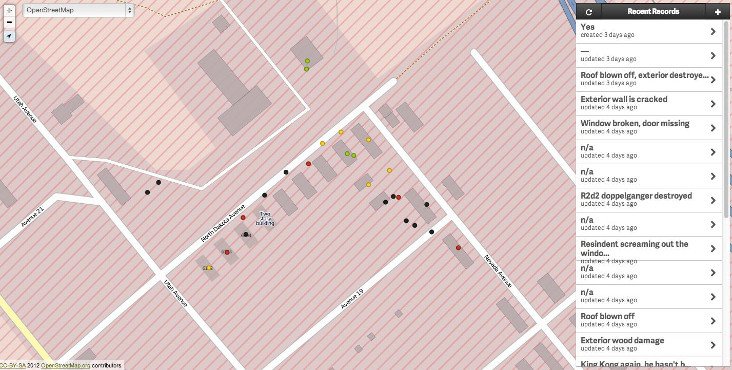 OpenStreetMap
Recent Records
Yes
created 3 days ago
—
updated 3 days ago
Roof blown off, exterior destroye...
updated 3 days ago
Exterior wall is cracked
updated 4 days ago
Window broken, door missing
updated 4 days ago
n/a
updated 4 days ago
n/a
updated 4 days ago
R2d2 doppelganger destroyed
updated 4 days ago
n/a
updated 4 days ago
Resindent screaming out the
windo...
updated 4 days ago
n/a
updated 4 days ago
n/a
updated 4 days ago
Roof blown off
updated 4 days ago
Exterior wood damage
updated 4 days ago
King Kong again, he hasn't b
Utah Avenue
Avenue 21
North Dakota Avenue
building
Utah Avenue
Avenue 19
Nevada Avenue
CC-BY-SA 2012 OpenStreetMap.org contributors